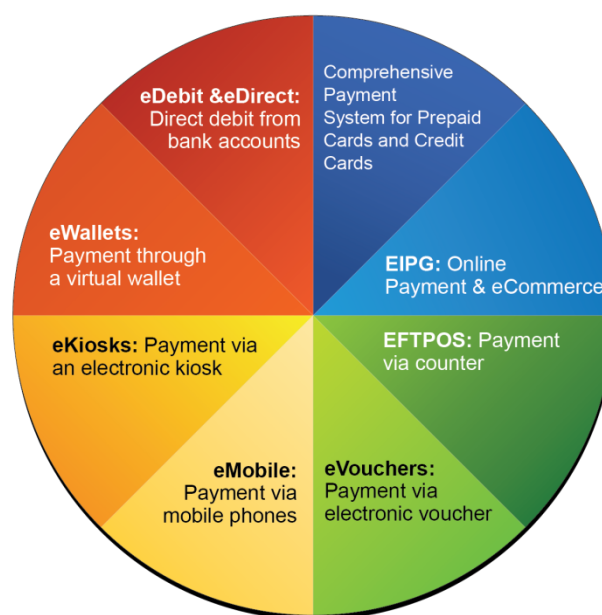 eDebit &eDirect:
Direct debit from
bank accounts
Comprehensive
Payment
System for Prepaid
Cards and Credit
Cards
eWallets:
Payment through
a virtual wallet
EIPG: Online
Payment & eCommerce
eKiosks: Payment via
an electronic kiosk
EFTPOS: Payment
via counter
eMobile:
Payment via
mobile phones
eVouchers:
Payment via
electronic voucher